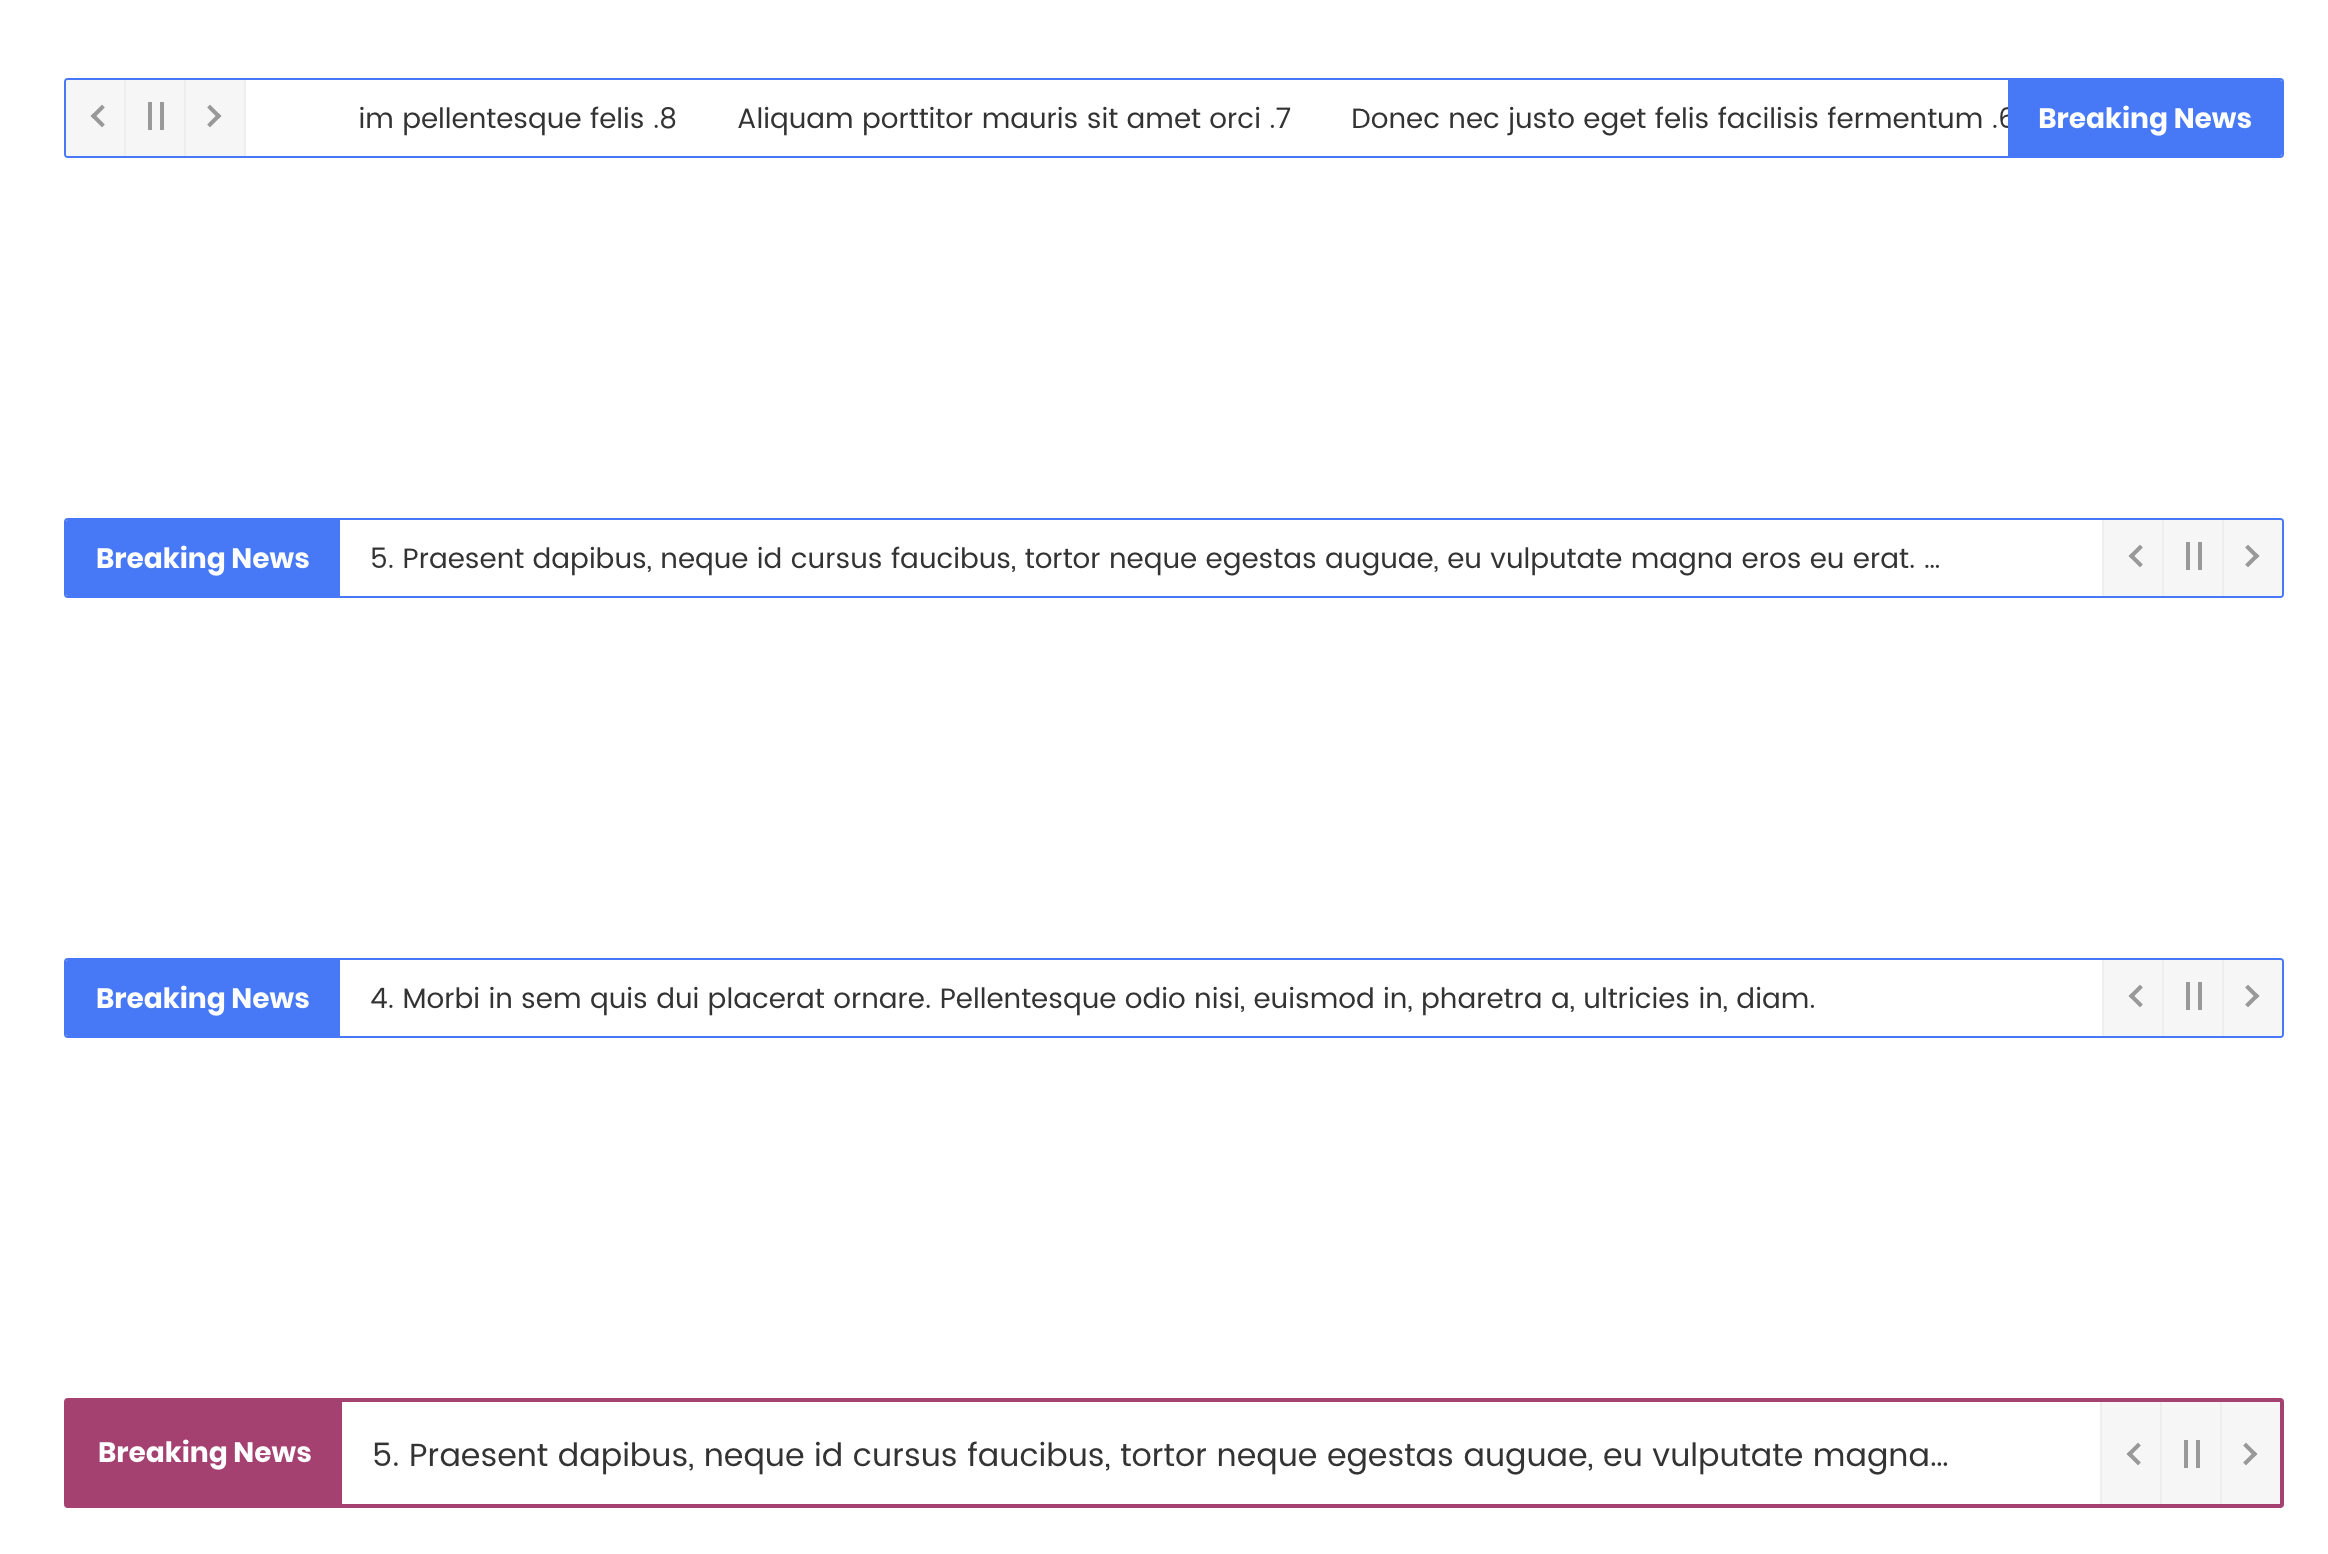 im pellentesque felis .8 Aliquam porttitor mauris sit amet orci .7 Donec nec justo eget felis facilisis fermentum .6 Breaking News
Breaking News 5. Praesent dapibus, neque id cursus faucibus, tortor neque egestas auguae, eu vulputate magna eros eu erat. ...
Breaking News 4. Morbi in sem quis dui placerat ornare. Pellentesque odio nisi, euismod in, pharetra a, ultricies in, diam.
Breaking News 5. Praesent dapibus, neque id cursus faucibus, tortor neque egestas auguae, eu vulputate magna...